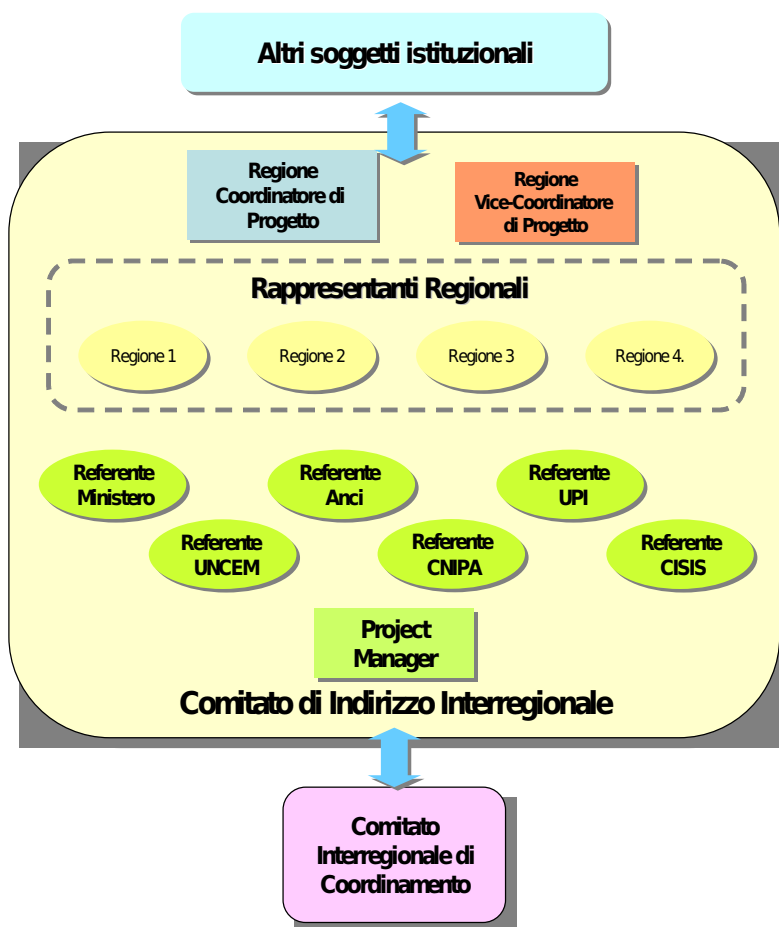 Altri soggetti istituzionali
Regione
Coordinatore di
Progetto
Regione
Vice-Coordinatore
di Progetto
Rappresentanti Regionali
Regione 1
Regione 2
Regione 3
Regione 4.
Referente
Ministero
Referente
Anci
Referente
UPI
Referente
UNCEM
Referente
CNIPA
Referente
CISIS
Project
Manager
Comitato di Indirizzo Interregionale
Comitato
Interregionale di
Coordinamento